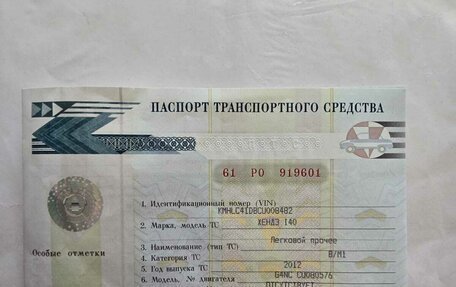 ПАСПОРТ ТРАНСПОРТНОГО СРЕДСТВА
61 РО 919601
1. Идентификационный номер (VIN)
KMHLC41DBCU008482
2. Марка, модель ТС ХЕНДЭ I40
Легковой прочее
3. Наименование (тип ТС)
4. Категория ТС B/M1
Особые отметки
5. Год выпуска ТС 2012
6. Модель, № двигателя G4NC CU080576